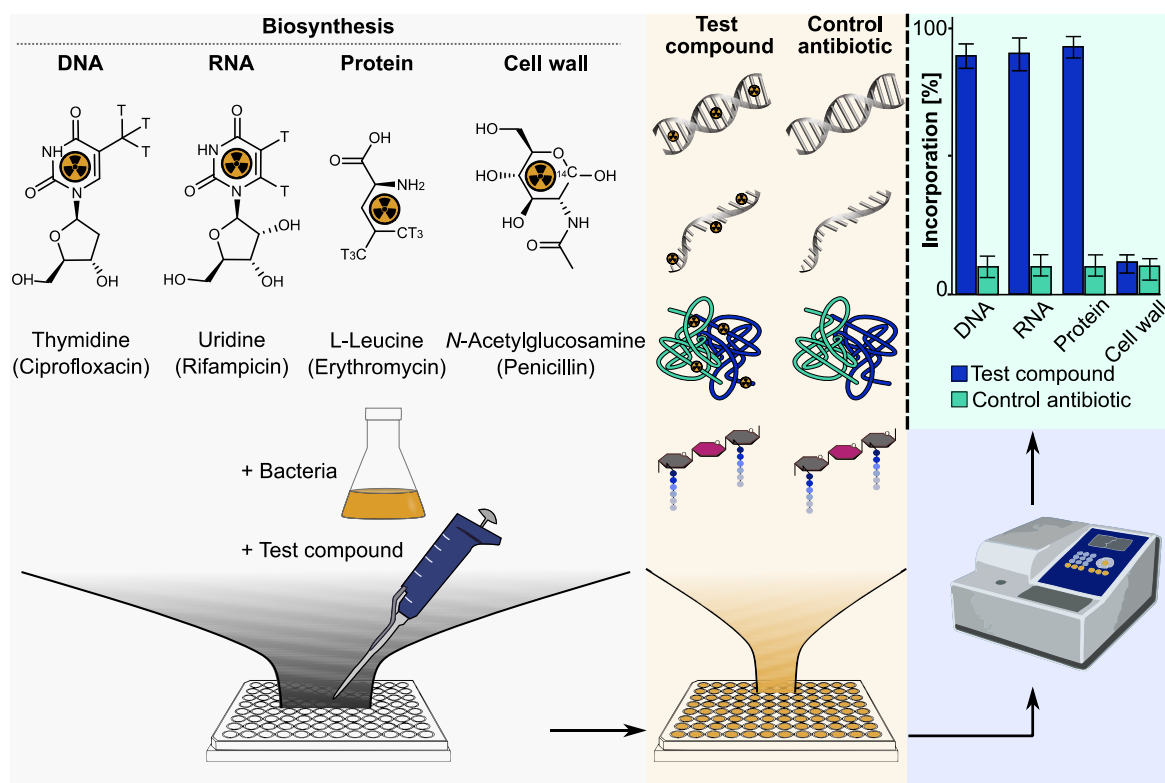 Biosynthesis
DNA
RNA
Protein
Cell wall
O
T
T
T
NH
O
N
O
OH
OH
O
T
HN
O
N
T
O
OH
HO
OH
OH
O
NH2
T3C
CT3
HO
O
HO
14C
OH
HO
NH
O
Thymidine
(Ciprofloxacin)
Uridine
(Rifampicin)
L-Leucine
(Erythromycin)
N-Acetylglucosamine
(Penicillin)
+ Bacteria
+ Test compound
Test
compound
Control
antibiotic
Incorporation [%]
100
0
DNA
RNA
Protein
Cell wall
Test compound
Control antibiotic